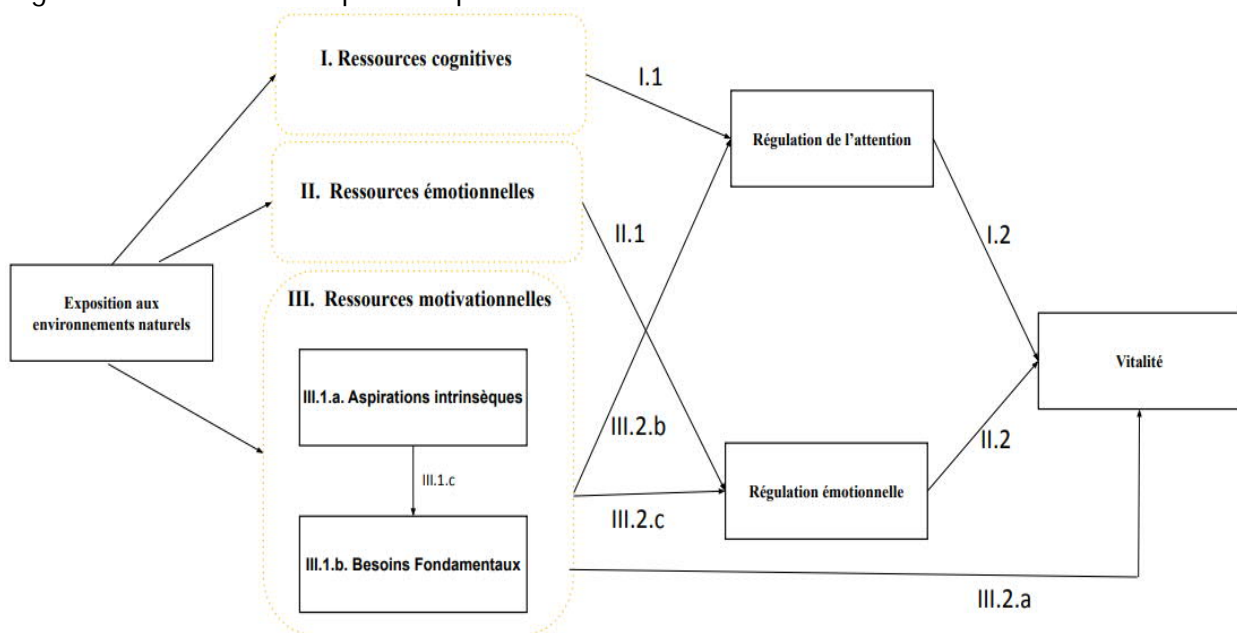 I. Ressources cognitives
I.1
Régulation de l'attention
II. Ressources émotionnelles
II.1
I.2
Exposition aux
environnements naturels
III. Ressources motivationnelles
Vitalité
III.1.a. Aspirations intrinsèques
III.2.b
II.2
III.1.c
Régulation émotionnelle
III.2.c
III.1.b. Besoins Fondamentaux
III.2.a